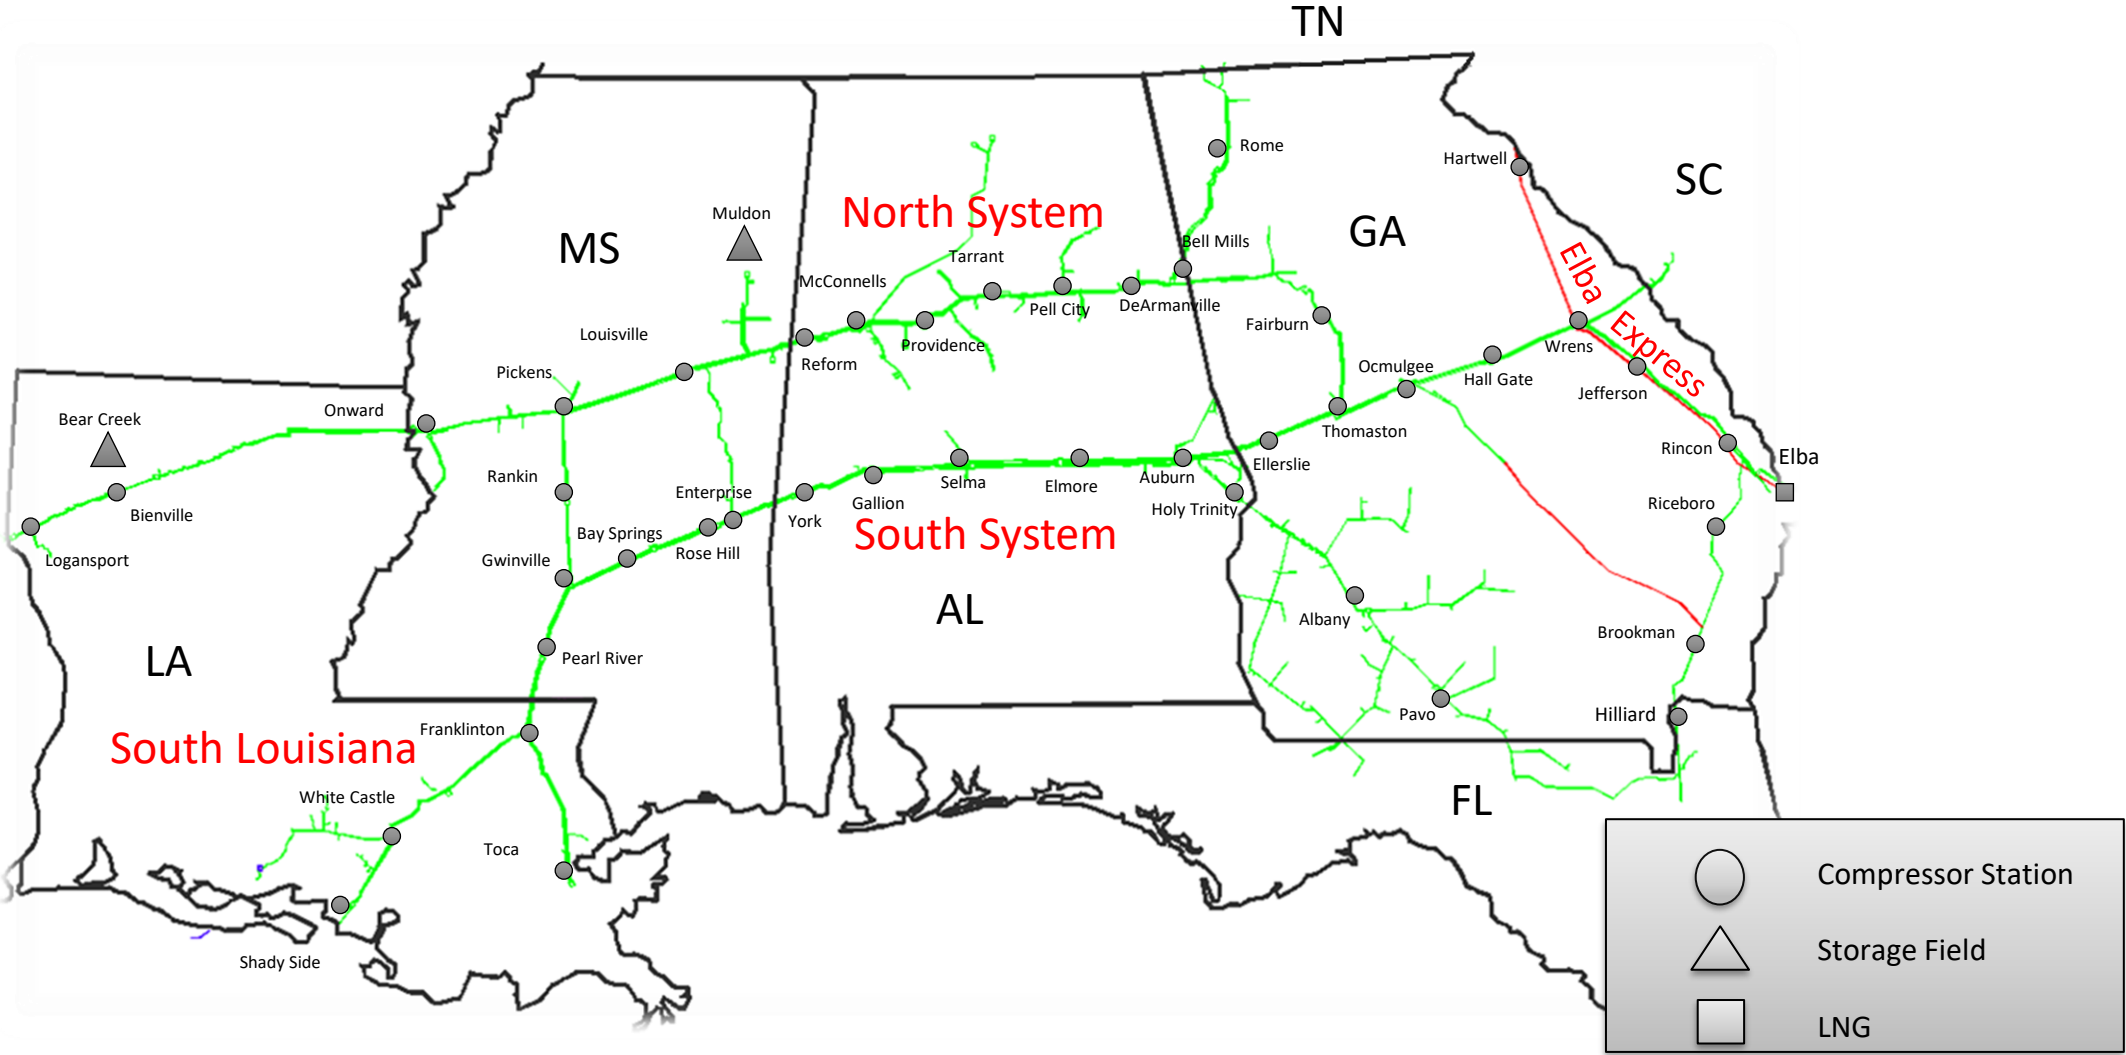 TN
Rome
Hartwell
SC
Muldon
North System
GA
MS
Bell Mills
Tarrant
Elba
Express
McConnells
Pell City
DeArmanville
Louisville
Fairburn
Providence
Wrens
Reform
Ocmulgee
Hall Gate
Pickens
Jefferson
Onward
Bear Creek
Thomaston
Rincon
Elba
Ellerslie
Rankin
Enterprise
Selma
Elmore
Auburn
Gallion
Holy Trinity
Riceboro
Bienville
York
Bay Springs
Rose Hill
South System
Logansport
Gwinville
AL
Albany
Brookman
LA
Pearl River
Pavo
Hilliard
Franklinton
South Louisiana
White Castle
FL
Toca
Shady Side
Compressor Station
Storage Field
LNG